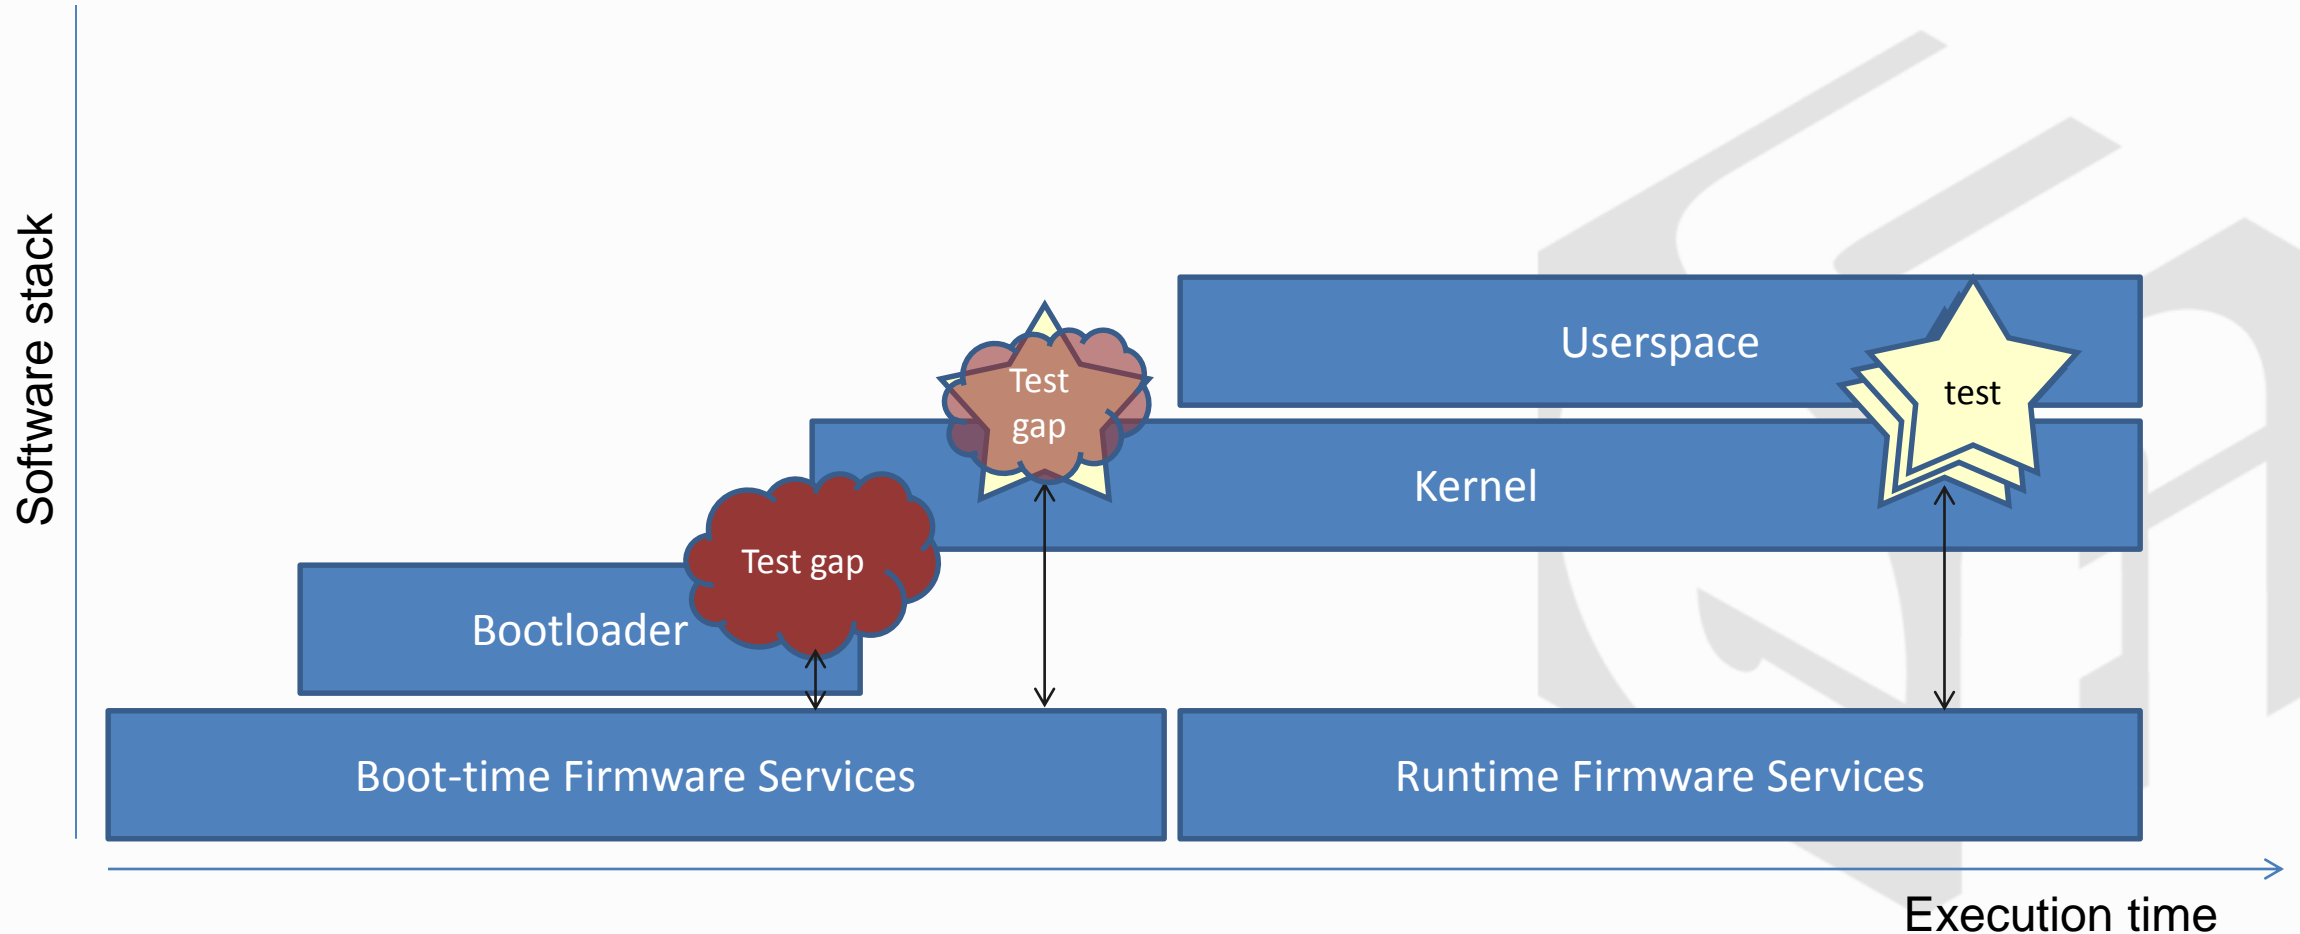 Software stack
Userspace
Test
gap
test
Kernel
Test gap
Bootloader
Boot-time Firmware Services
Runtime Firmware Services
Execution time